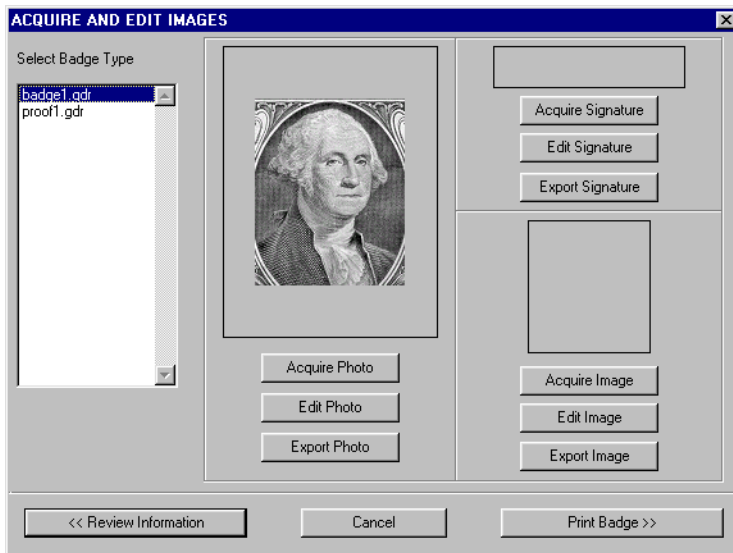 ACQUIRE AND EDIT IMAGES
Select Badge Type
badge1.gdr
proof1.gdr
Acquire Photo
Edit Photo
Export Photo
Acquire Signature
Edit Signature
Export Signature
Acquire Image
Edit Image
Export Image
<< Review Information
Cancel
Print Badge >>